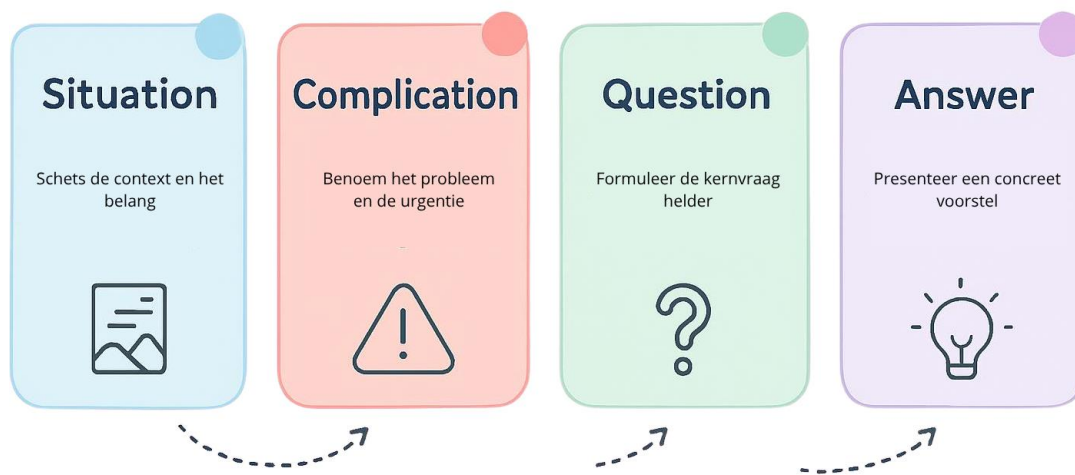 Situation
Schets de context en het
belang
Complication
Benoem het probleem
en de urgentie
Question
Formuleer de kernvraag
helder
Answer
Presenteer een concreet
voorstel